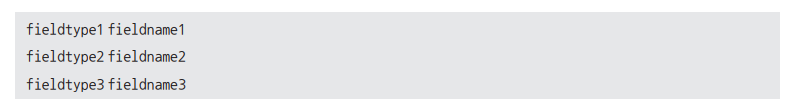 fieldtype1 fieldname1
fieldtype2 fieldname2
fieldtype3 fieldname3